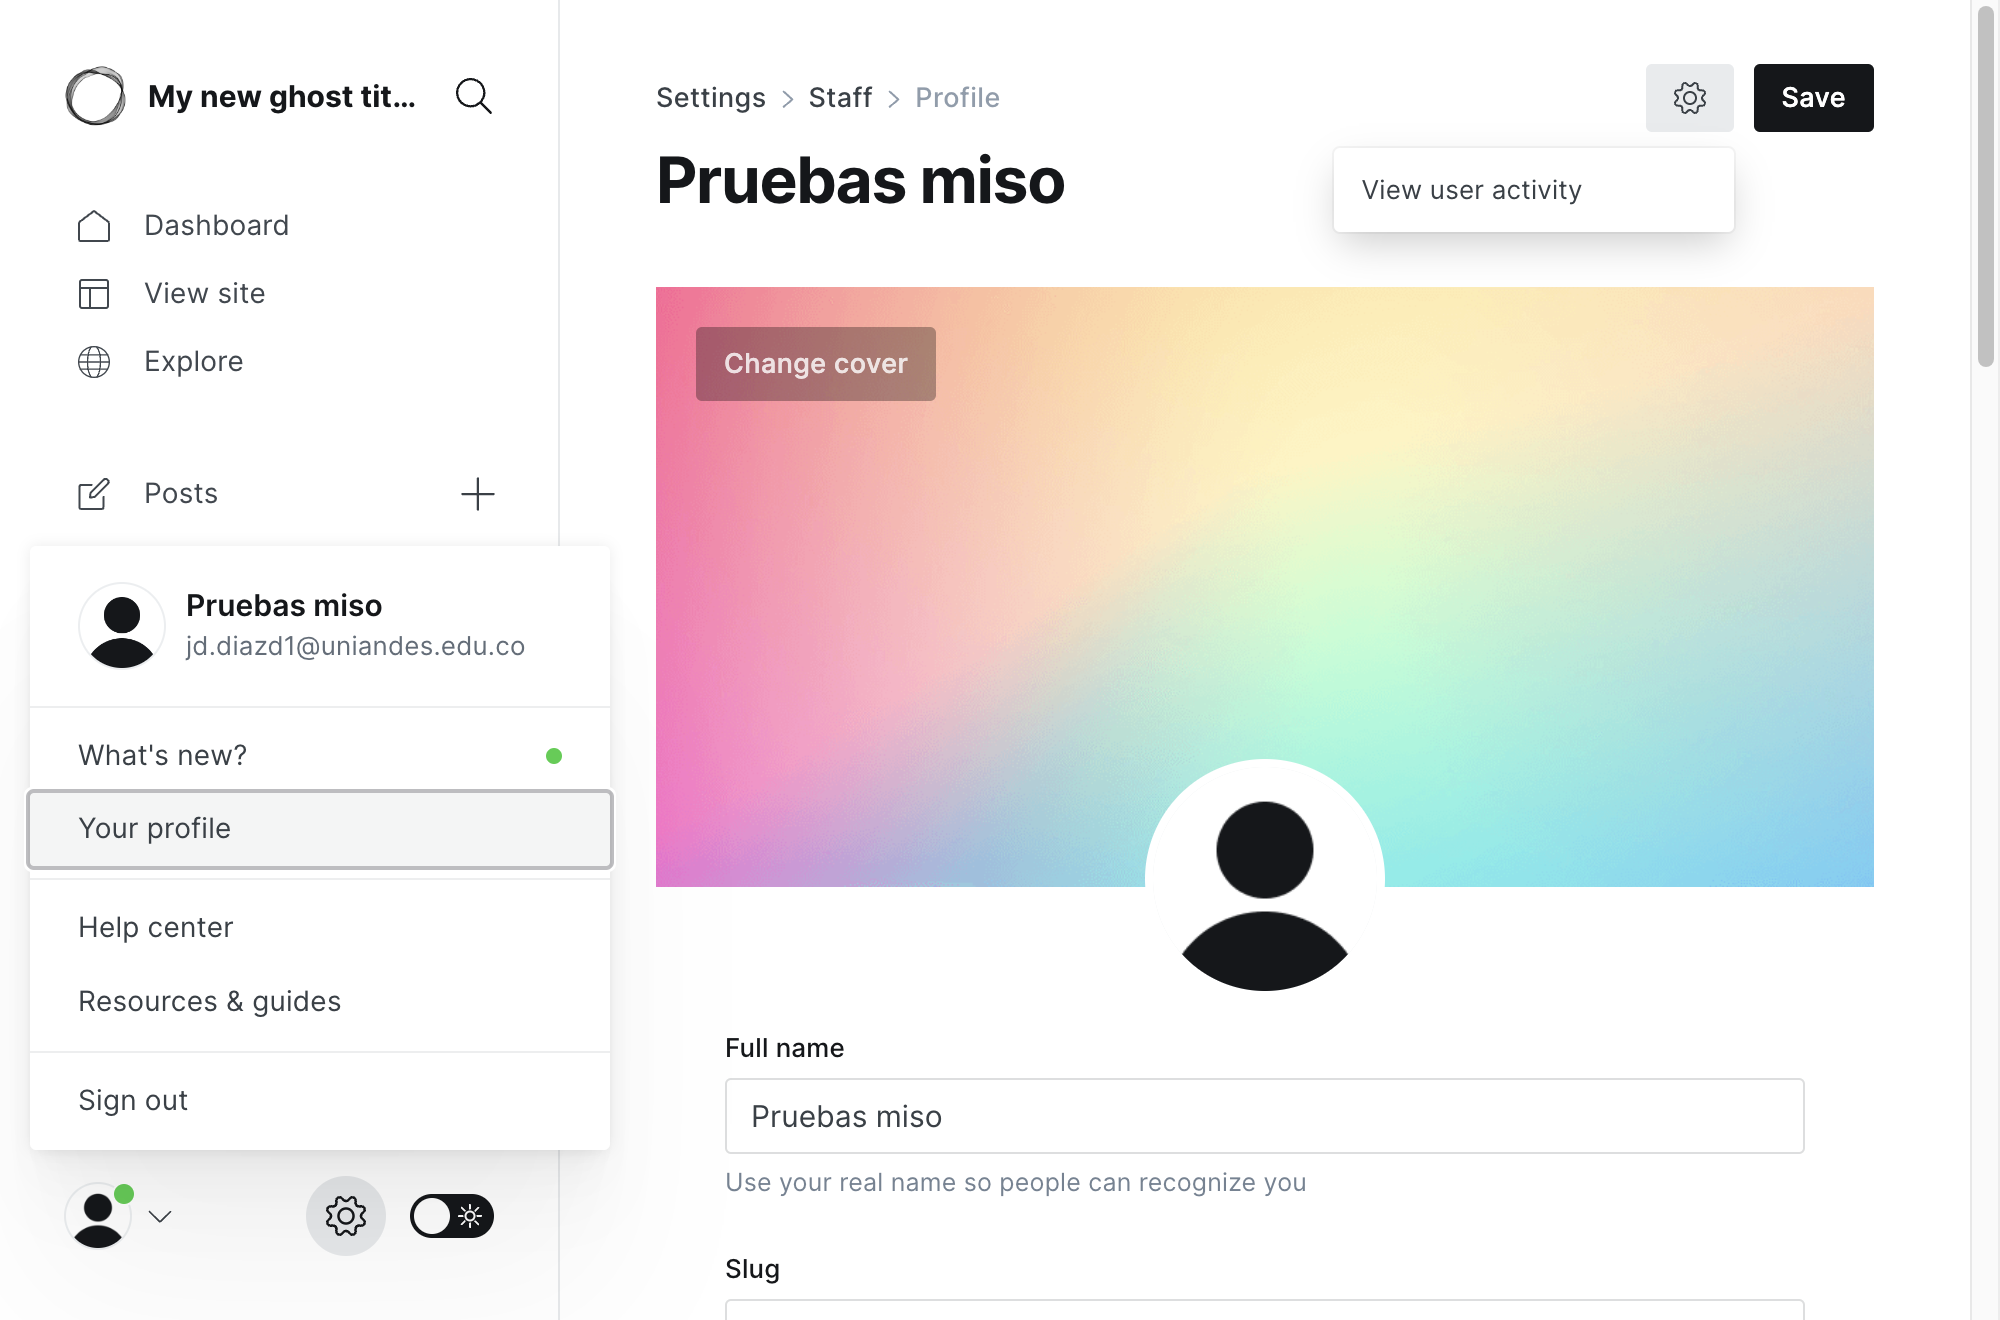 My new ghost tit...
Dashboard
View site
Explore
Posts
Pruebas miso
jd.diazd1@uniandes.edu.co
What's new?
Your profile
Help center
Resources & guides
Sign out
Settings > Staff > Profile
Save
Pruebas miso
View user activity
Change cover
Full name
Pruebas miso
Use your real name so people can recognize you
Slug